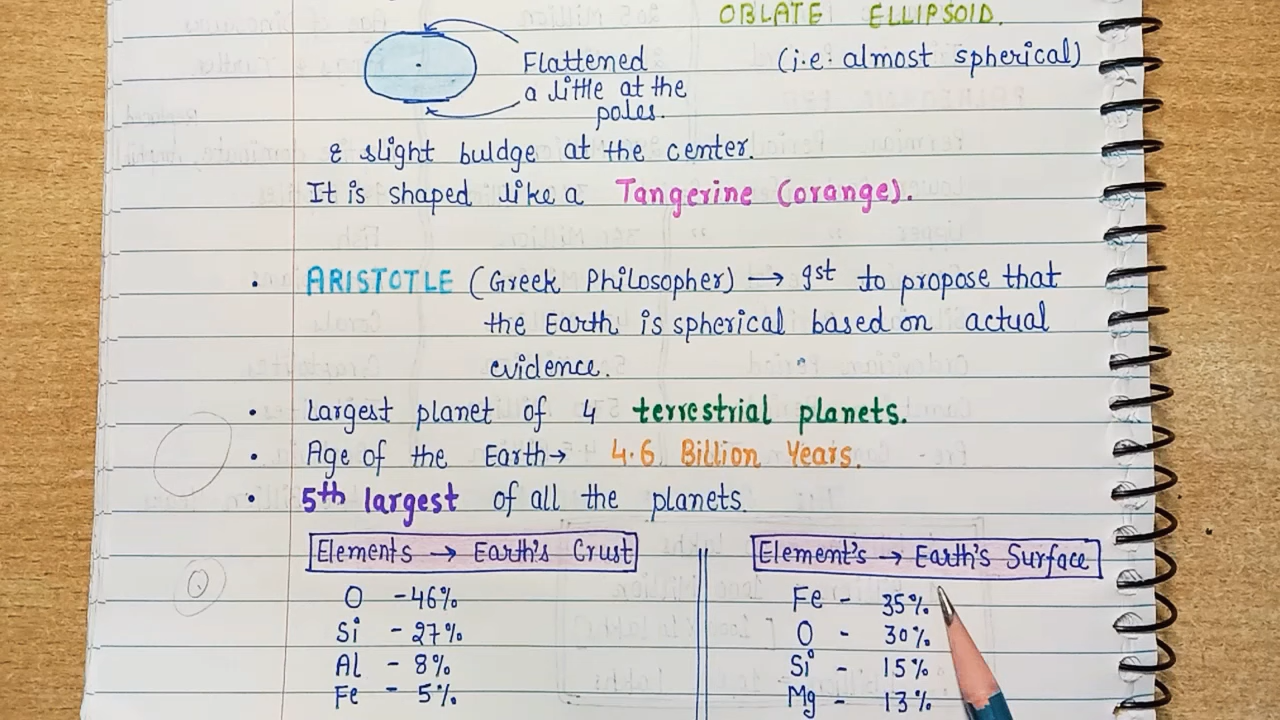 OBLATE ELLIPSOID.
Flattened (i.e: almost spherical)
a little at the
poles.
& slight buldge at the center.
It is shaped like a Tangerine (orange).
• ARISTOTLE (Greek Philosopher) → 1st to propose that
the Earth is spherical based on actual
evidence.
• Largest planet of 4 terrestrial planets.
• Age of the Earth → 4.6 Billion Years.
• 5th largest of all the planets.
Elements → Earth's Crust
O - 46%
Si - 27%
Al - 8%
Fe - 5%
Element's → Earth's Surface
Fe - 35%
O - 30%
Si - 15%
Mg - 13%